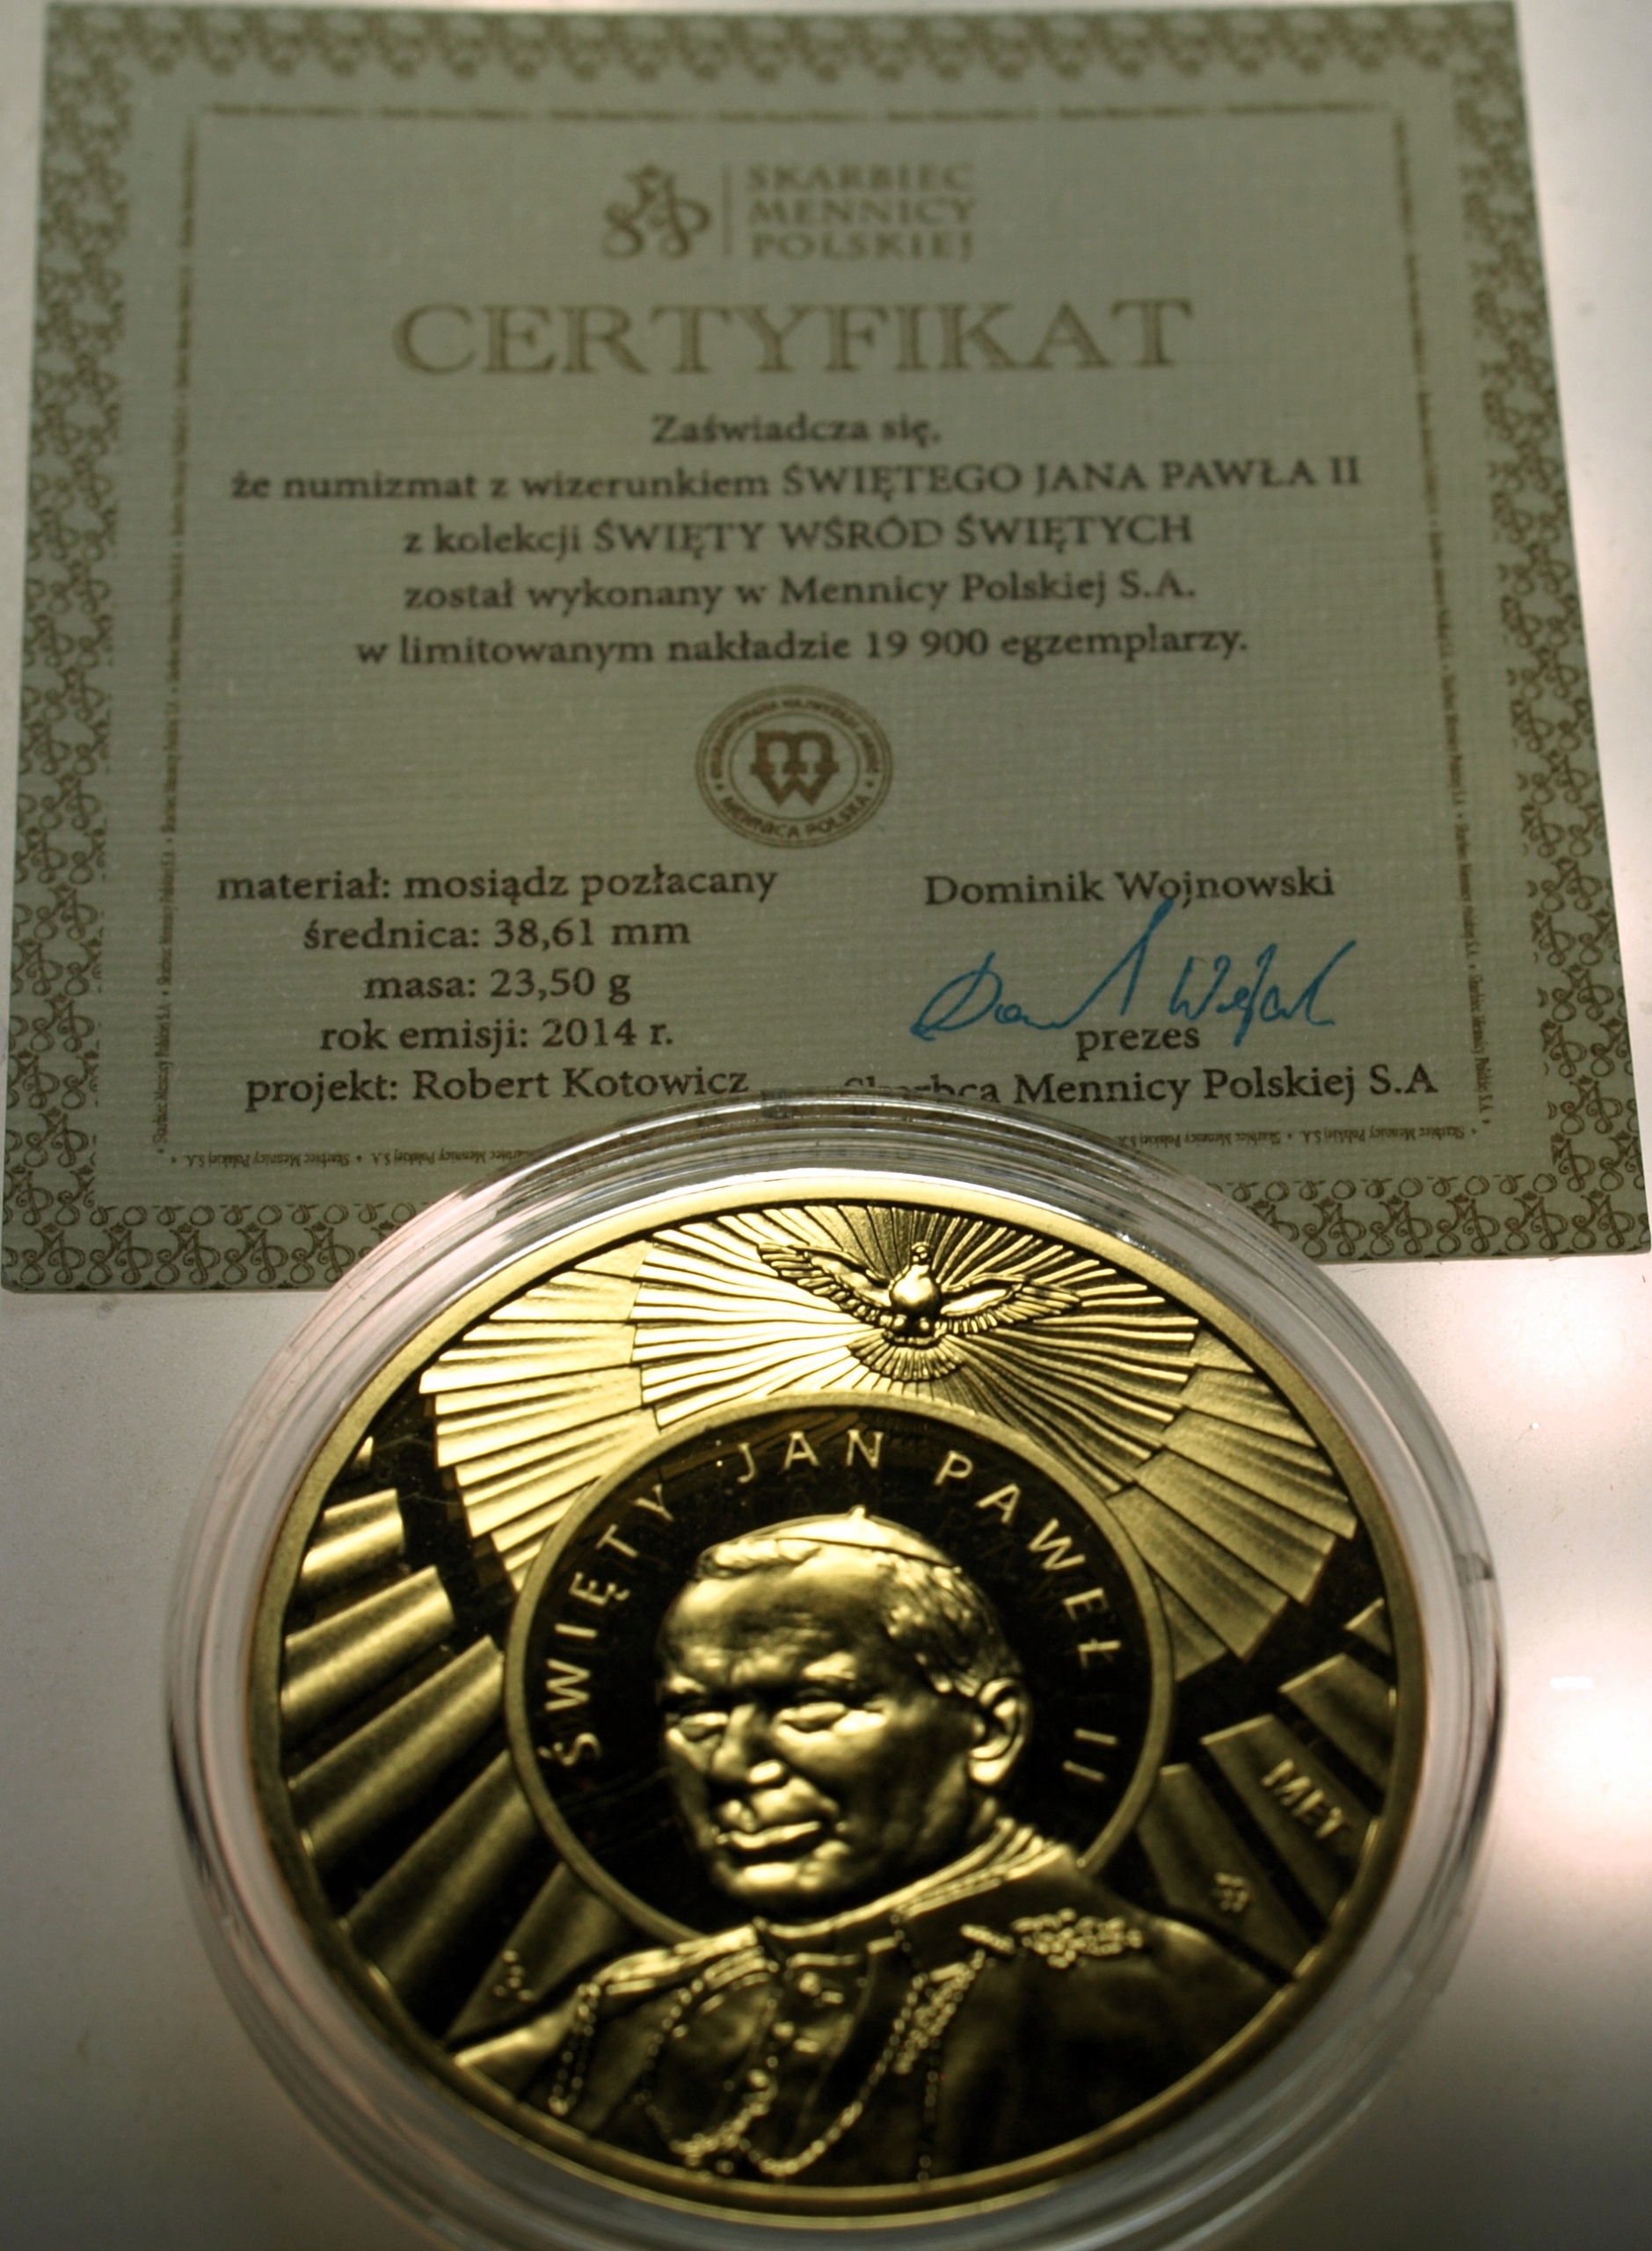 SKARBIEC
MENNICY
POLSKIEJ
CERTYFIKAT
Zaświadcza się,
że numizmat z wizerunkiem ŚWIĘTEGO JANA PAWŁA II
z kolekcji ŚWIĘTY WŚRÓD ŚWIĘTYCH
został wykonany w Mennicy Polskiej S.A.
w limitowanym nakładzie 19 900 egzemplarzy.
MENNICA POLSKA
materiał: mosiądz pozłacany
średnica: 38,61 mm
masa: 23,50 g
rok emisji: 2014 r.
projekt: Robert Kotowicz
Dominik Wojnowski
prezes
Skarbca Mennicy Polskiej S.A
ŚWIĘTY JAN PAWEŁ II
MET